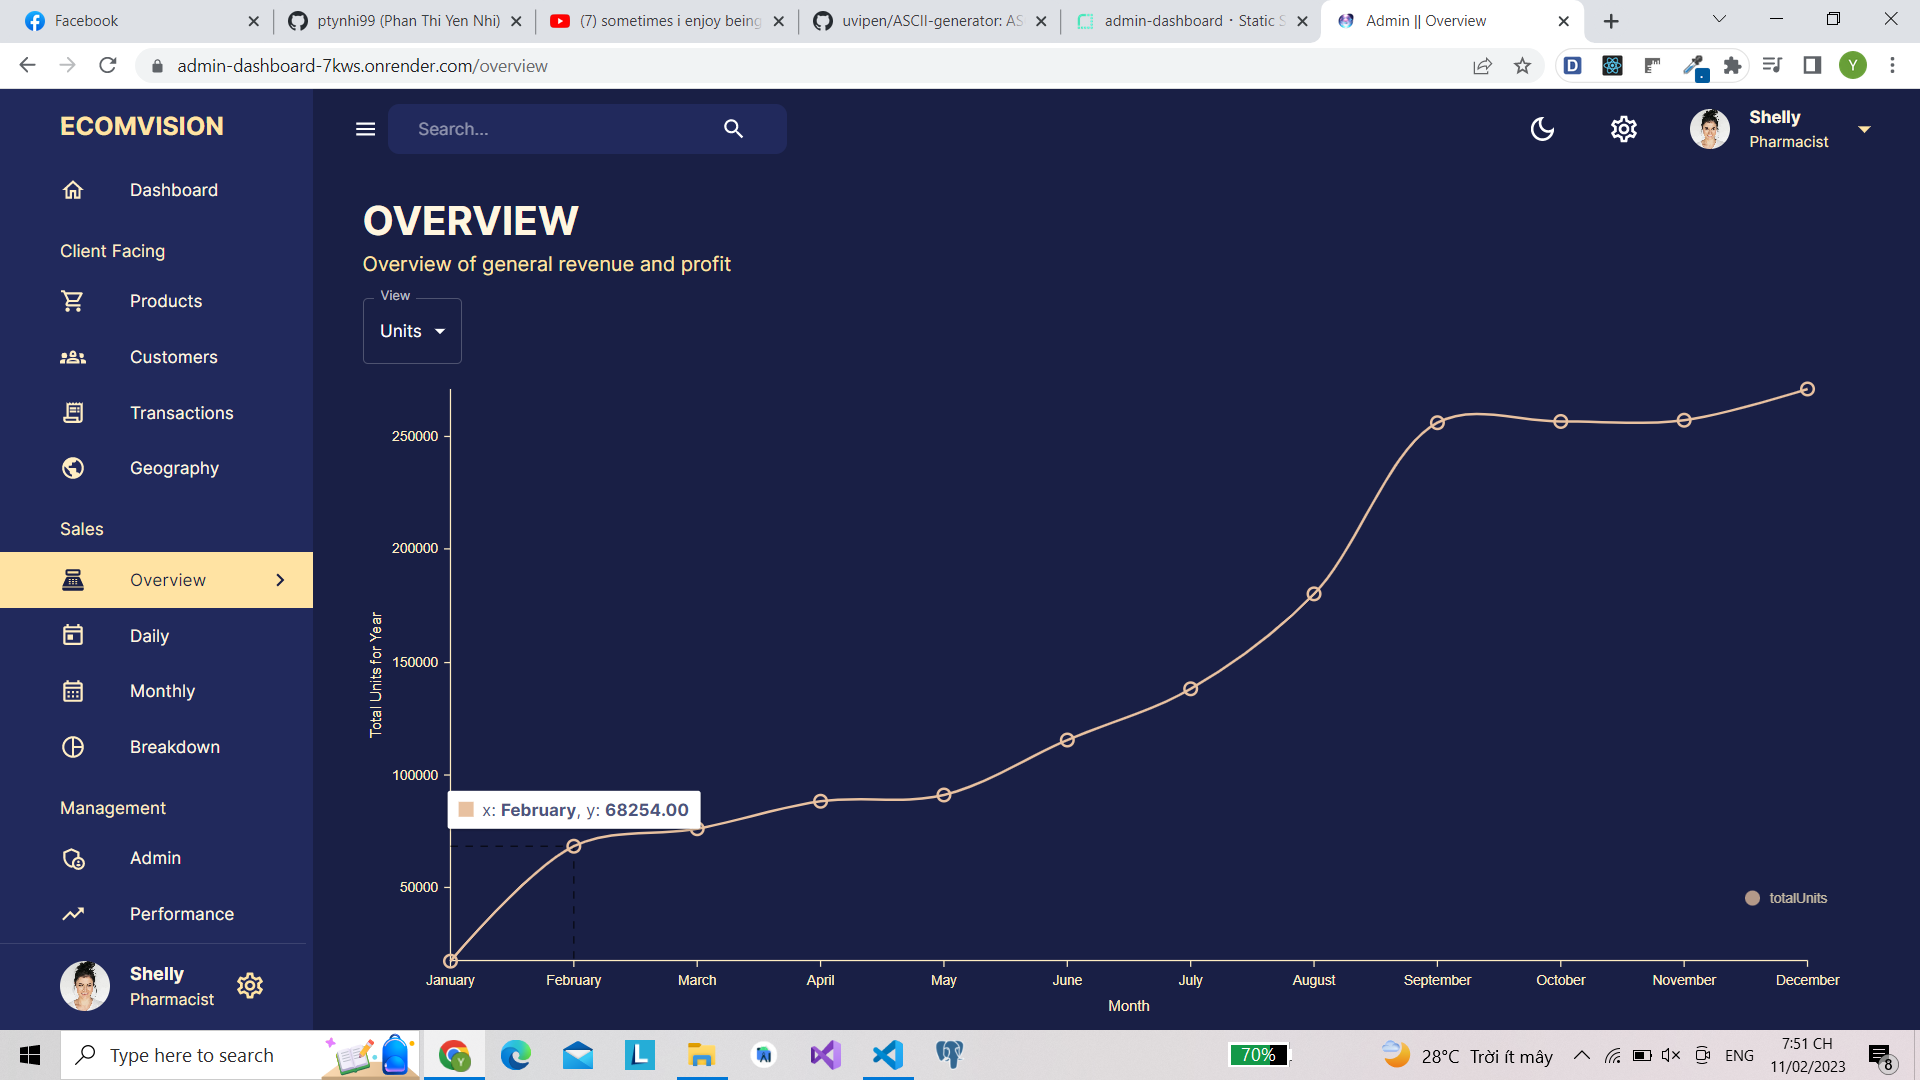 Facebook
ptynhi99 (Phan Thi Yen Nhi)
(7) sometimes i enjoy being
uvipen/ASCII-generator: AS
admin-dashboard · Static S
Admin || Overview
admin-dashboard-7kws.onrender.com/overview
Y
ECOMVISION
Dashboard
Client Facing
Products
Customers
Transactions
Geography
Sales
Overview
Daily
Monthly
Breakdown
Management
Admin
Performance
Shelly
Pharmacist
Search...
Shelly
Pharmacist
OVERVIEW
Overview of general revenue and profit
View
Units
250000
200000
150000
100000
50000
Total Units for Year
x: February, y: 68254.00
totalUnits
January
February
March
April
May
June
July
August
September
October
November
December
Month
Type here to search
70%
28°C Trời ít mây
ENG
7:51 CH
11/02/2023
8